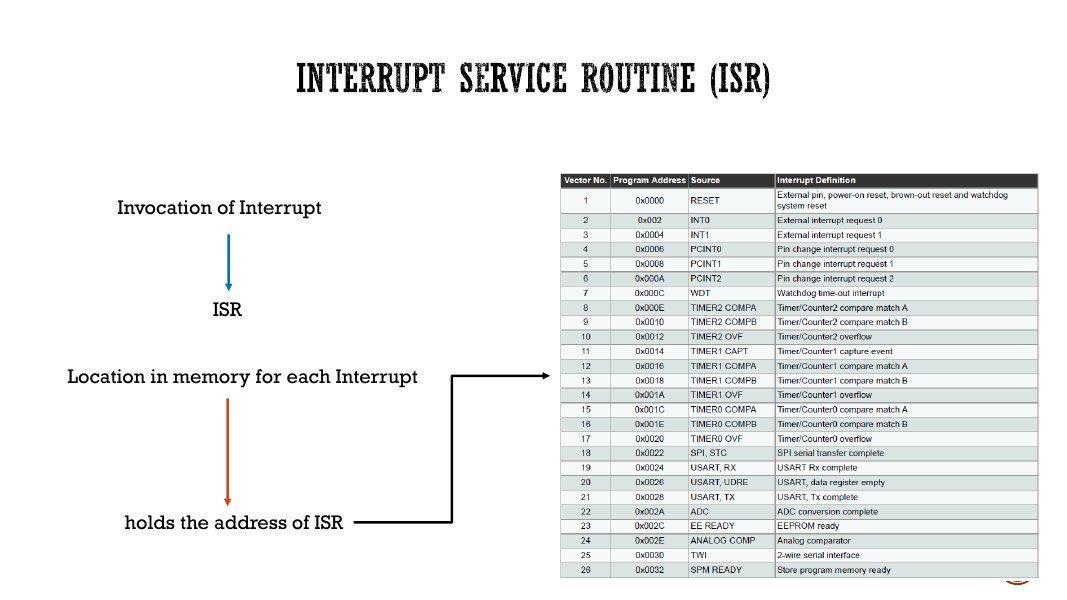 INTERRUPT SERVICE ROUTINE (ISR)
Invocation of Interrupt
ISR
Location in memory for each Interrupt
holds the address of ISR
Vector No. Program Address Source Interrupt Definition
1 0x0000 RESET External pin, power-on reset, brown-out reset and watchdog
system reset
2 0x002 INT0 External interrupt request 0
3 0x0004 INT1 External interrupt request 1
4 0x0006 PCINT0 Pin change interrupt request 0
5 0x0008 PCINT1 Pin change interrupt request 1
6 0x000A PCINT2 Pin change interrupt request 2
7 0x000C WDT Watchdog time-out interrupt
8 0x000E TIMER2 COMPA Timer/Counter2 compare match A
9 0x0010 TIMER2 COMPB Timer/Counter2 compare match B
10 0x0012 TIMER2 OVF Timer/Counter2 overflow
11 0x0014 TIMER1 CAPT Timer/Counter1 capture event
12 0x0016 TIMER1 COMPA Timer/Counter1 compare match A
13 0x0018 TIMER1 COMPB Timer/Counter1 compare match B
14 0x001A TIMER1 OVF Timer/Counter1 overflow
15 0x001C TIMER0 COMPA Timer/Counter0 compare match A
16 0x001E TIMER0 COMPB Timer/Counter0 compare match B
17 0x0020 TIMER0 OVF Timer/Counter0 overflow
18 0x0022 SPI, STC SPI serial transfer complete
19 0x0024 USART, RX USART Rx complete
20 0x0026 USART, UDRE USART, data register empty
21 0x0028 USART, TX USART, Tx complete
22 0x002A ADC ADC conversion complete
23 0x002C EE READY EEPROM ready
24 0x002E ANALOG COMP Analog comparator
25 0x0030 TWI 2-wire serial interface
26 0x0032 SPM READY Store program memory ready